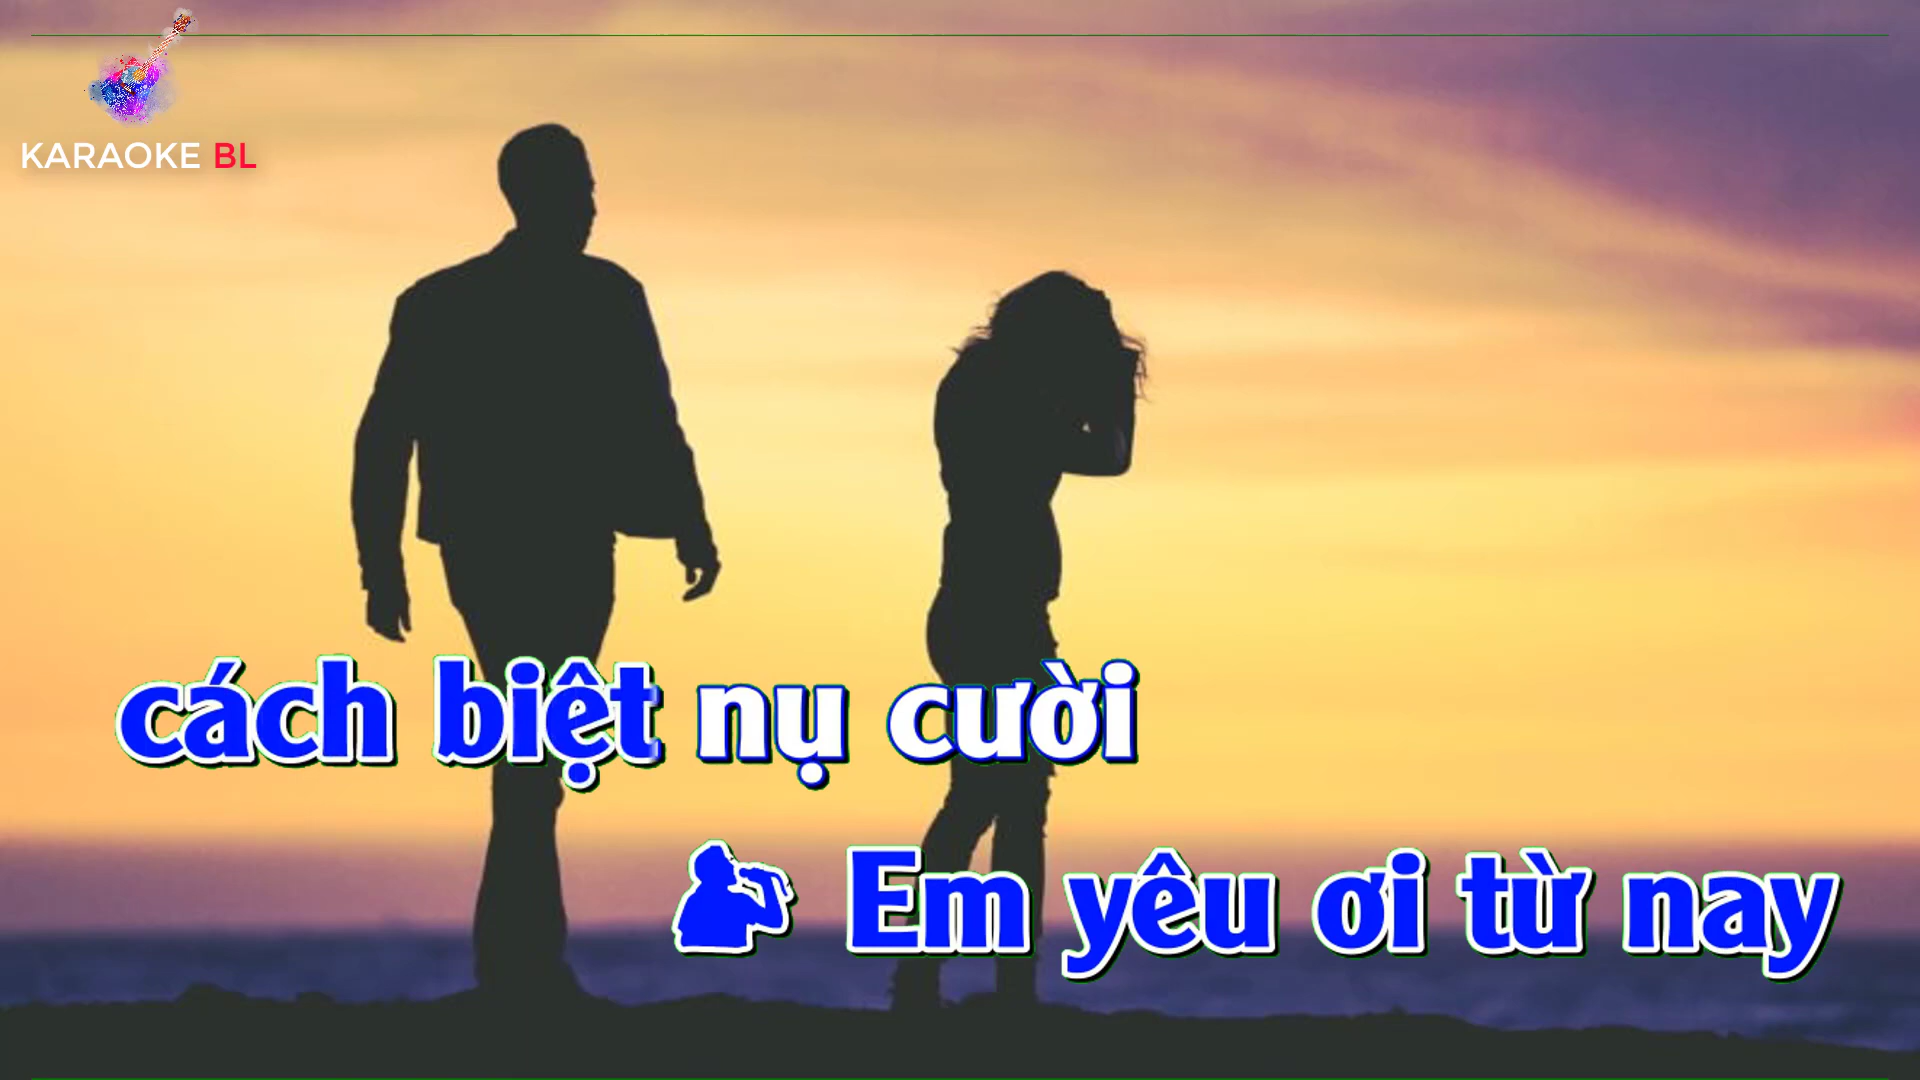 KARAOKE BL
cách biệt nụ cười
Em yêu ơi từ nay